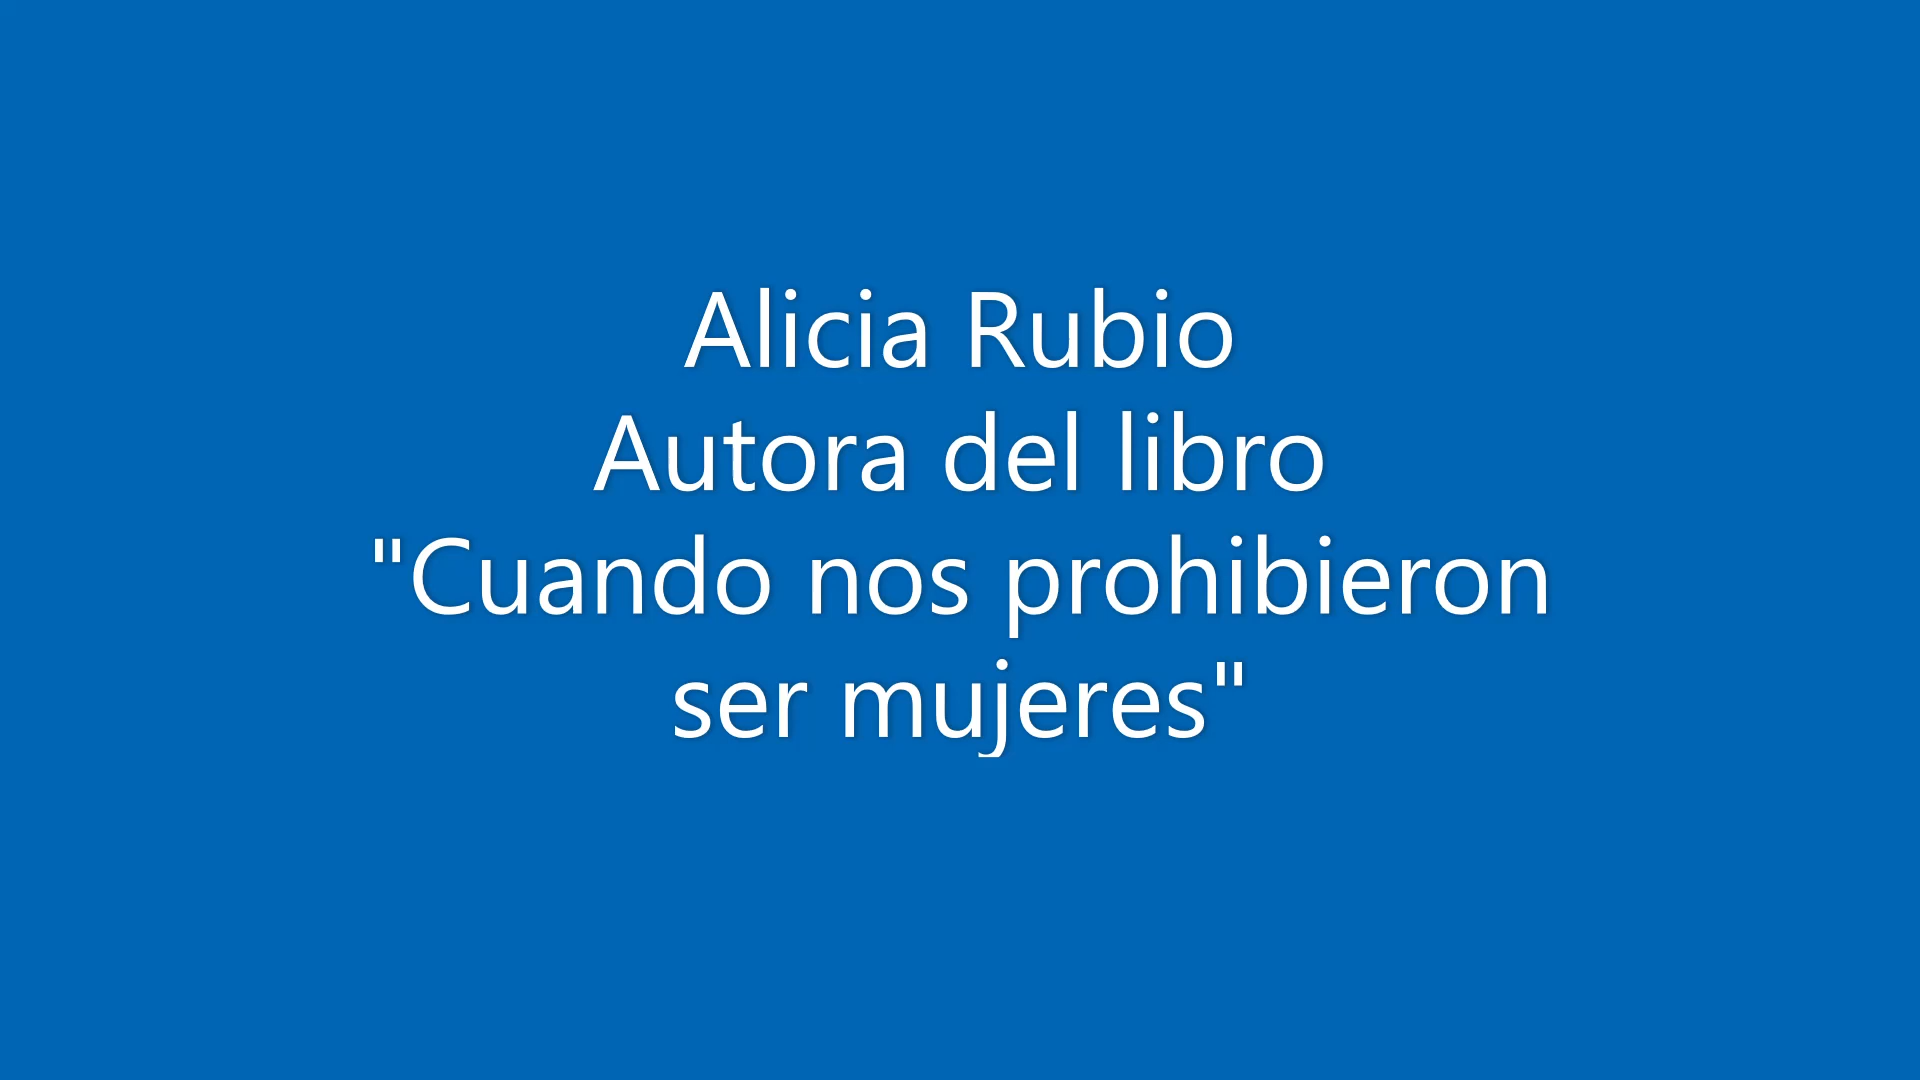 Alicia Rubio
Autora del libro
"Cuando nos prohibieron
ser mujeres"